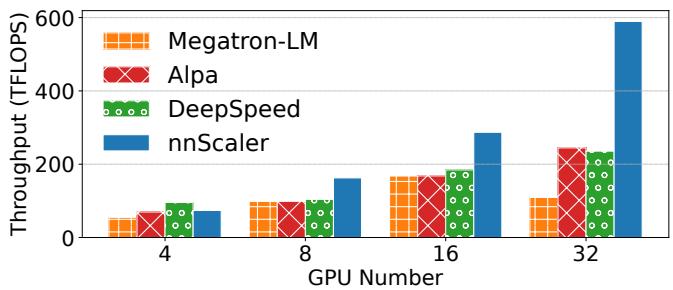 Throughput (TFLOPS)
600
400
200
0
Megatron-LM
Alpa
DeepSpeed
nnScaler
4 8 16 32
GPU Number